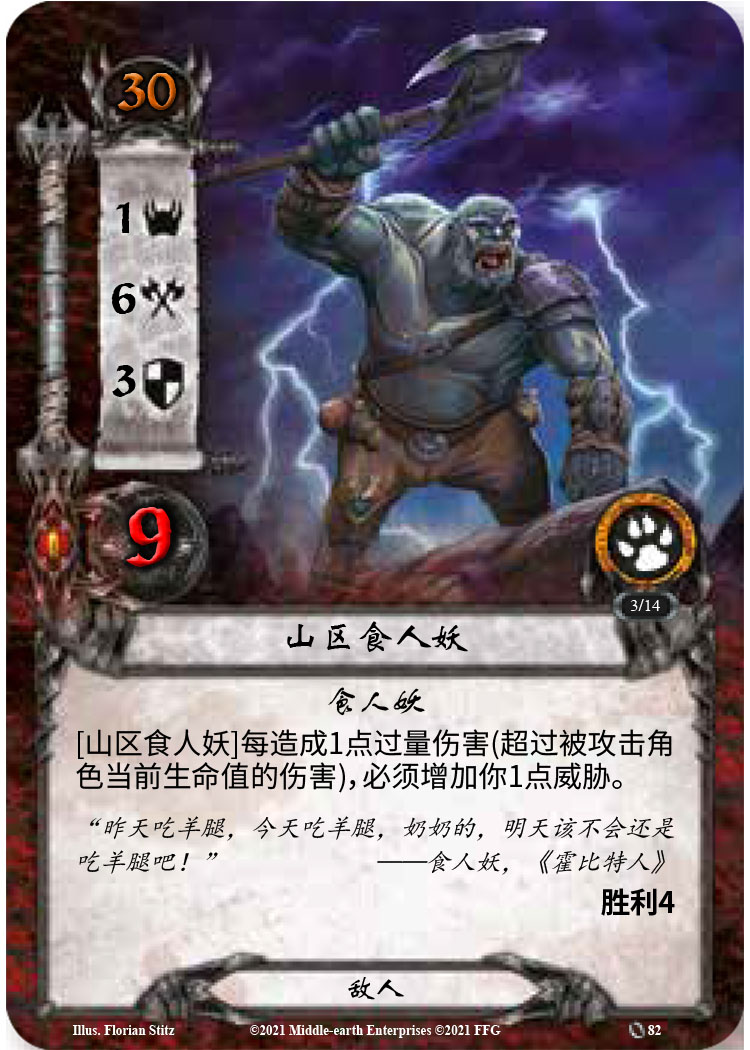 30
1
6
3
9
3/14
山区食人妖
食人妖
[山区食人妖]每造成1点过量伤害(超过被攻击角
色当前生命值的伤害)，必须增加你1点威胁。
“昨天吃羊腿，今天吃羊腿，奶奶的，明天该不会还是
吃羊腿吧！” ——食人妖，《霍比特人》
胜利4
敌人
Illus. Florian Stitz ©2021 Middle-earth Enterprises ©2021 FFG 82